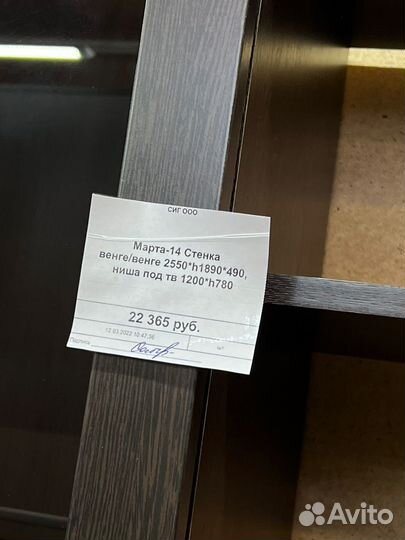 СИГ ООО
Марта-14 Стенка
венге/венге 2550*h1890*490,
ниша под тв 1200*h780
22 365 руб.
12.03.2022 10:47:36
Подпись
шт
Avito